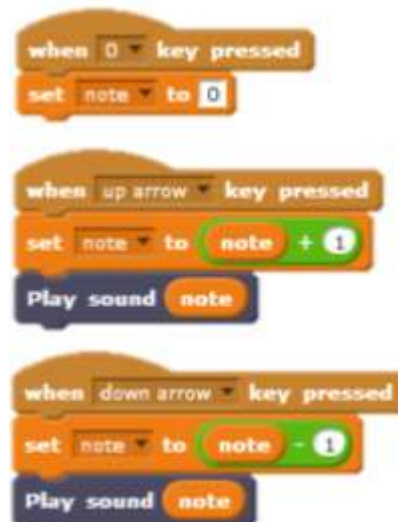 when 0 key pressed
set note to 0
when up arrow key pressed
set note to note + 1
Play sound note
when down arrow key pressed
set note to note - 1
Play sound note